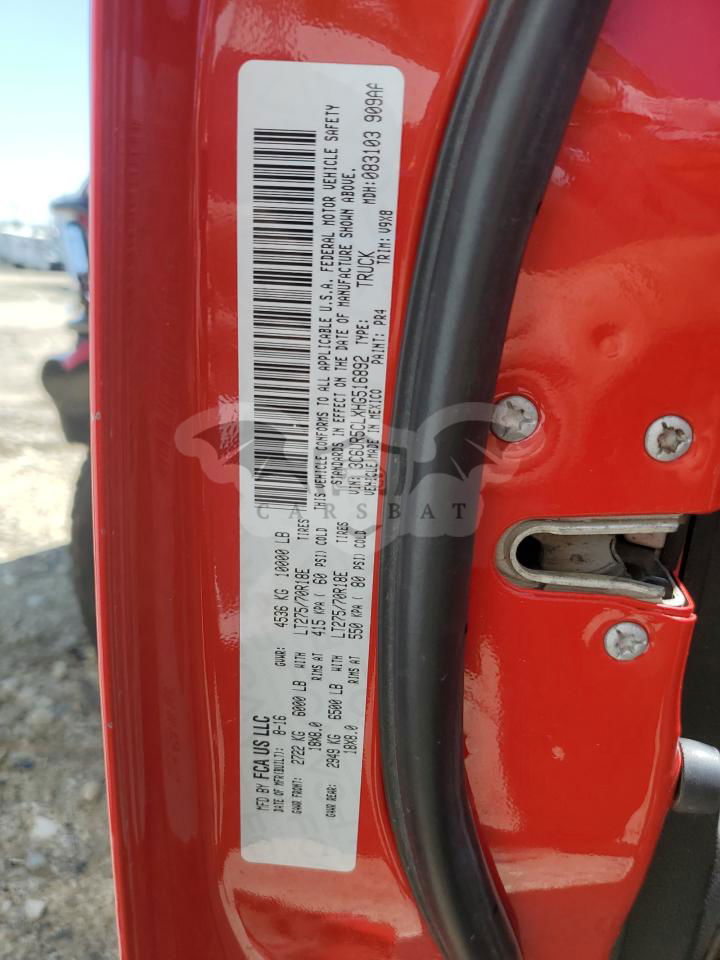 MFD BY FCA US LLC
DATE OF MFR(BUILT): 8-16 GVWR: 4536 KG 10000 LB
GWWR FRONT: 2722 KG 6000 LB WITH LT275/70R18E TIRES
18X8.0 RIMS AT 415 KPA( 60 PSI) COLD
GWWR REAR: 2949 KG 6500 LB WITH LT275/70R18E TIRES
18X8.0 RIMS AT 550 KPA( 80 PSI) COLD
THIS VEHICLE CONFORMS TO ALL APPLICABLE U.S.A. FEDERAL MOTOR VEHICLE SAFETY
STANDARDS IN EFFECT ON THE DATE OF MANUFACTURE SHOWN ABOVE.
VIN: 3C6UR5CLXHG516892 TYPE: TRUCK MDH:083103 909AA
VEHICLE MADE IN MEXICO PAINT: PR4 TRIM: V9X8
CARSBAT